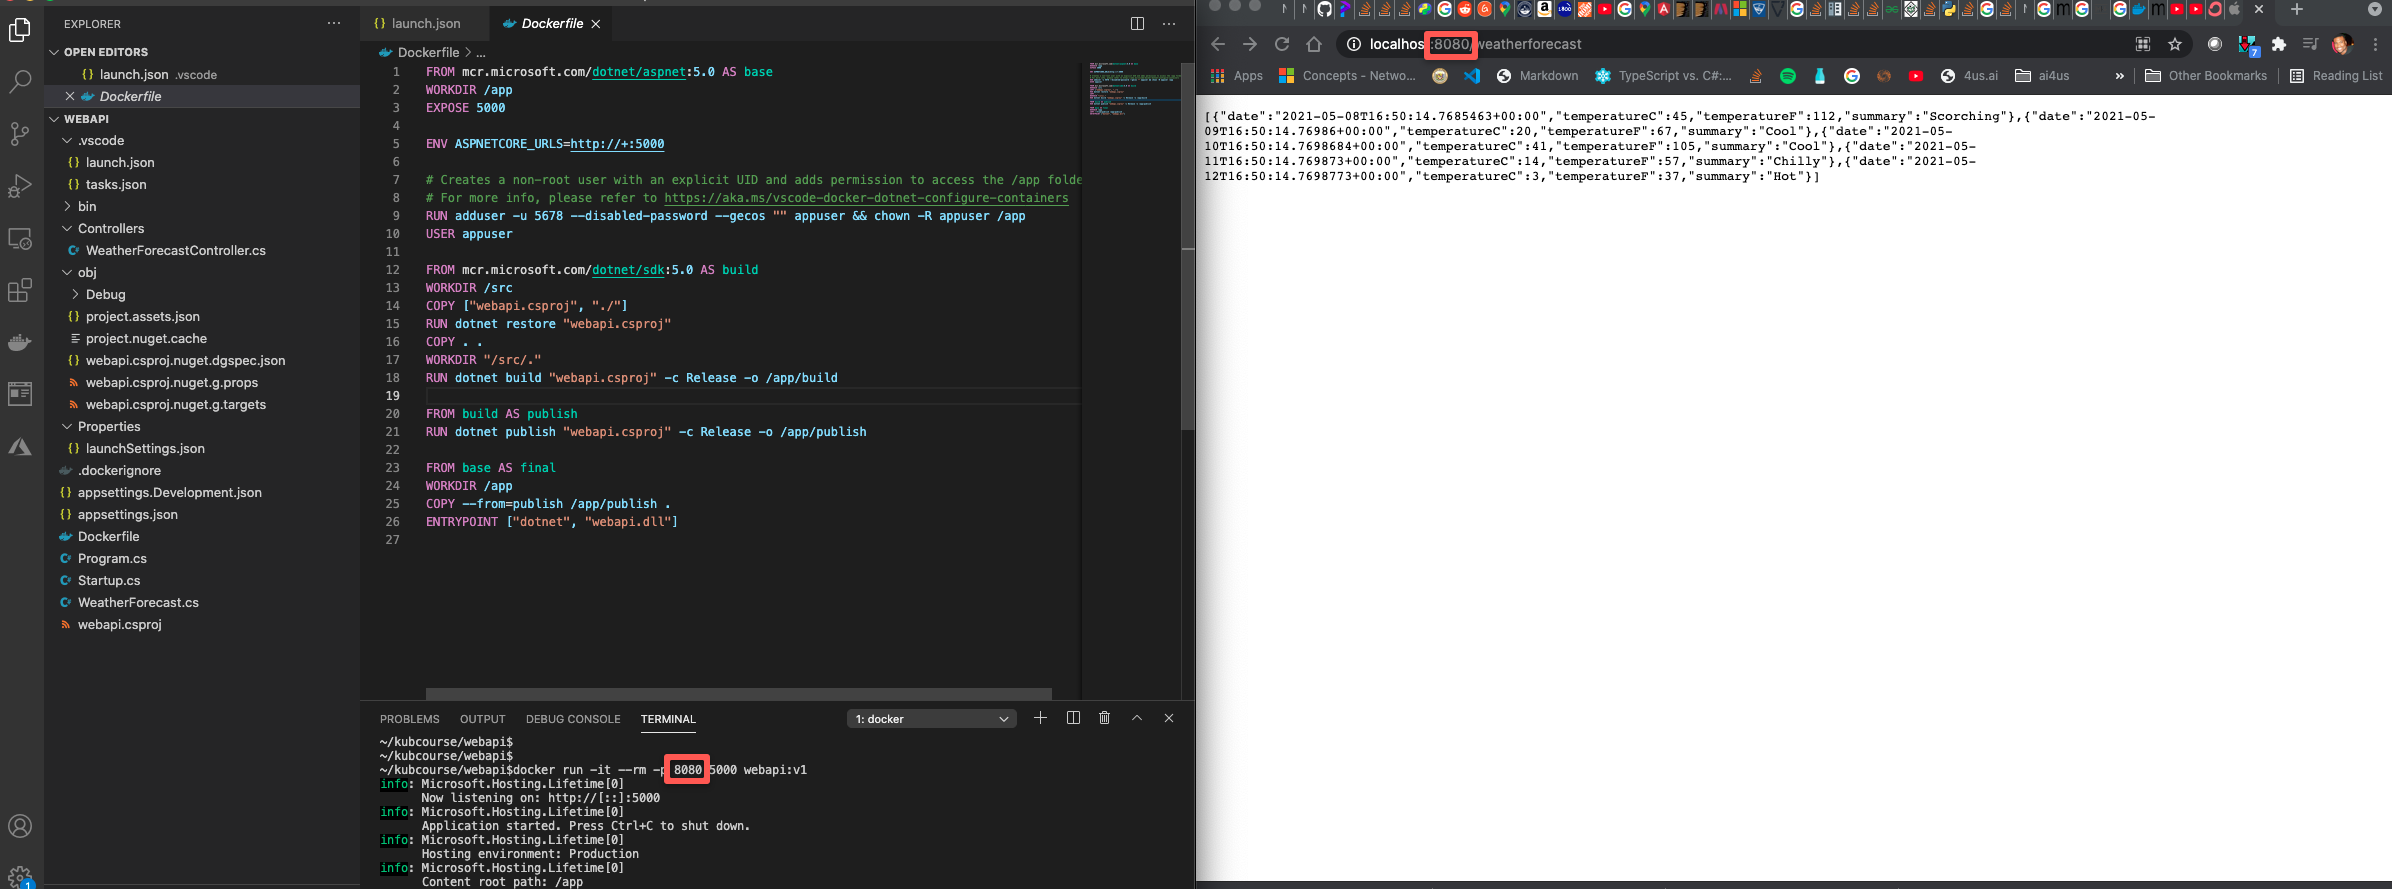 EXPLORER
OPEN EDITORS
launch.json .vscode
Dockerfile
WEBAPI
.vscode
launch.json
tasks.json
bin
Controllers
WeatherForecastController.cs
obj
Debug
project.assets.json
project.nuget.cache
webapi.csproj.nuget.dgspec.json
webapi.csproj.nuget.g.props
webapi.csproj.nuget.g.targets
Properties
launchSettings.json
.dockerignore
appsettings.Development.json
appsettings.json
Dockerfile
Program.cs
Startup.cs
WeatherForecast.cs
webapi.csproj
1
launch.json
Dockerfile
Dockerfile > ...
1 FROM mcr.microsoft.com/dotnet/aspnet:5.0 AS base
2 WORKDIR /app
3 EXPOSE 5000
4
5 ENV ASPNETCORE_URLS=http://+:5000
6
7 # Creates a non-root user with an explicit UID and adds permission to access the /app folde
8 # For more info, please refer to https://aka.ms/vscode-docker-dotnet-configure-containers
9 RUN adduser -u 5678 --disabled-password --gecos "" appuser && chown -R appuser /app
10 USER appuser
11
12 FROM mcr.microsoft.com/dotnet/sdk:5.0 AS build
13 WORKDIR /src
14 COPY ["webapi.csproj", "./"]
15 RUN dotnet restore "webapi.csproj"
16 COPY . .
17 WORKDIR "/src/."
18 RUN dotnet build "webapi.csproj" -c Release -o /app/build
19
20 FROM build AS publish
21 RUN dotnet publish "webapi.csproj" -c Release -o /app/publish
22
23 FROM base AS final
24 WORKDIR /app
25 COPY --from=publish /app/publish .
26 ENTRYPOINT ["dotnet", "webapi.dll"]
27
PROBLEMS OUTPUT DEBUG CONSOLE TERMINAL 1: docker
~/kubcourse/webapi$
~/kubcourse/webapi$
~/kubcourse/webapi$docker run -it --rm -p 8080:5000 webapi:v1
info: Microsoft.Hosting.Lifetime[0]
Now listening on: http://[::]:5000
info: Microsoft.Hosting.Lifetime[0]
Application started. Press Ctrl+C to shut down.
info: Microsoft.Hosting.Lifetime[0]
Hosting environment: Production
info: Microsoft.Hosting.Lifetime[0]
Content root path: /app
localhos:8080/weatherforecast
7
Apps Concepts - Netwo... Markdown TypeScript vs. C#:... 4us.ai ai4us » Other Bookmarks Reading List
[{"date":"2021-05-08T16:50:14.7685463+00:00","temperatureC":45,"temperatureF":112,"summary":"Scorching"},{"date":"2021-05-
09T16:50:14.76986+00:00","temperatureC":20,"temperatureF":67,"summary":"Cool"},{"date":"2021-05-
10T16:50:14.7698684+00:00","temperatureC":41,"temperatureF":105,"summary":"Cool"},{"date":"2021-05-
11T16:50:14.769873+00:00","temperatureC":14,"temperatureF":57,"summary":"Chilly"},{"date":"2021-05-
12T16:50:14.7698773+00:00","temperatureC":3,"temperatureF":37,"summary":"Hot"}]